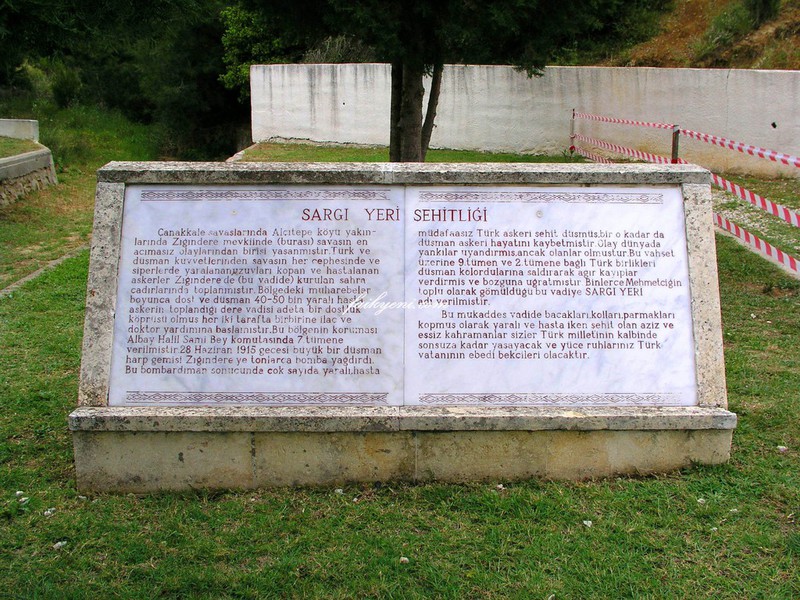 SARGI YERİ ŞEHİTLİĞİ
Çanakkale savaşlarında Alçıtepe köyü yakın-
larında Zığındere mevkiinde (burası) savaşın en
acımasız olaylarından birisi yaşanmıştır.Türk ve
düşman kuvvetlerinden savaşın her cephesinde ve
siperlerde yaralanan,uzuvları kopan ve hastalanan
askerler Zığındere de (bu vadide) kurulan sahra
çadırlarında toplanmıştır. Bölgedeki muharebeler
boyunca dost ve düşman 40-50 bin yaralı hasta
askerin toplandığı dere vadisi adeta bir dostluk
köprüsü olmuş her iki tarafta birbirine ilaç ve
doktor yardımına başlamıştır.Bu bölgenin koruması
Albay Halil Sami Bey komutasında 7 tümene
verilmiştir.28 Haziran 1915 gecesi büyük bir düşman
harp gemisi Zığındere ye tonlarca bomba yağdırdı.
Bu bombardıman sonucunda çok sayıda yaralı,hasta
müdafaasız Türk askeri şehit düşmüş,bir o kadar da
düşman askeri hayatını kaybetmiştir. Olay dünyada
yankılar uyandırmış,ancak olanlar olmuştur.Bu vahşet
üzerine 9.tümen ve 2. tümene bağlı Türk birlikleri
düşman kolordularına saldırarak ağır kayıplar
verdirmiş ve bozguna uğratmıştır. Binlerce Mehmetçiğin
toplu olarak gömüldüğü bu vadiye SARGI YERİ
adı verilmiştir.
Bu mukaddes vadide bacakları,kolları,parmakları
kopmuş olarak yaralı ve hasta iken şehit olan aziz ve
eşsiz kahramanlar sizler Türk milletinin kalbinde
sonsuza kadar yaşayacak ve yüce ruhlarınız Türk
vatanının ebedi bekçileri olacaktır.